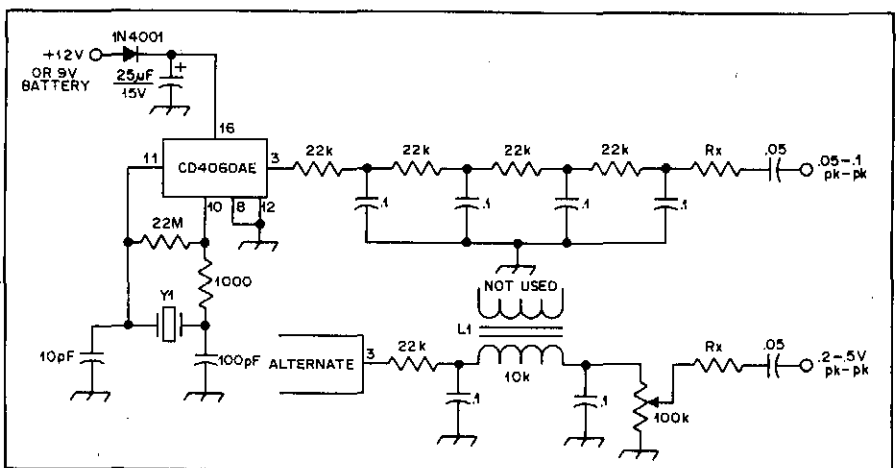 1N4001
+12V
OR 9V
BATTERY
25µF
15V
+
16
11
CD4060AE
3
22k
22k
22k
22k
Rx
.05
.05-.1
pk-pk
10
8
12
.1
.1
.1
.1
22M
1000
Y1
10pF
100pF
NOT USED
L1
10k
ALTERNATE
3
22k
.1
.1
100k
Rx
.05
.2-.5V
pk-pk